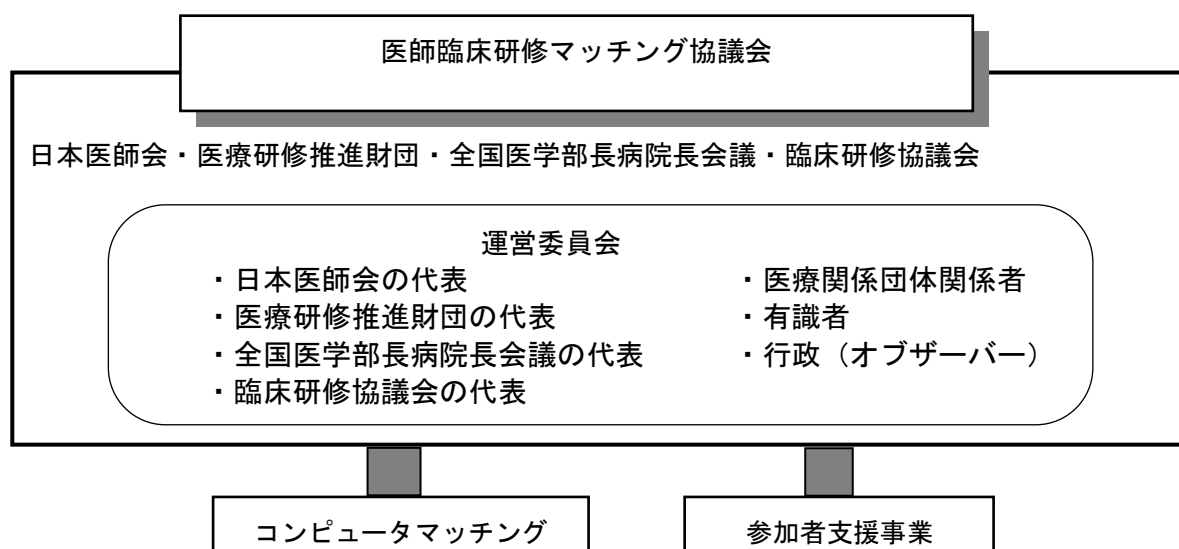 医師臨床研修マッチング協議会
日本医師会・医療研修推進財団・全国医学部長病院長会議・臨床研修協議会
運営委員会
・日本医師会の代表
・医療研修推進財団の代表
・全国医学部長病院長会議の代表
・臨床研修協議会の代表
・医療関係団体関係者
・有識者
・行政（オブザーバー）
コンピュータマッチング
参加者支援事業